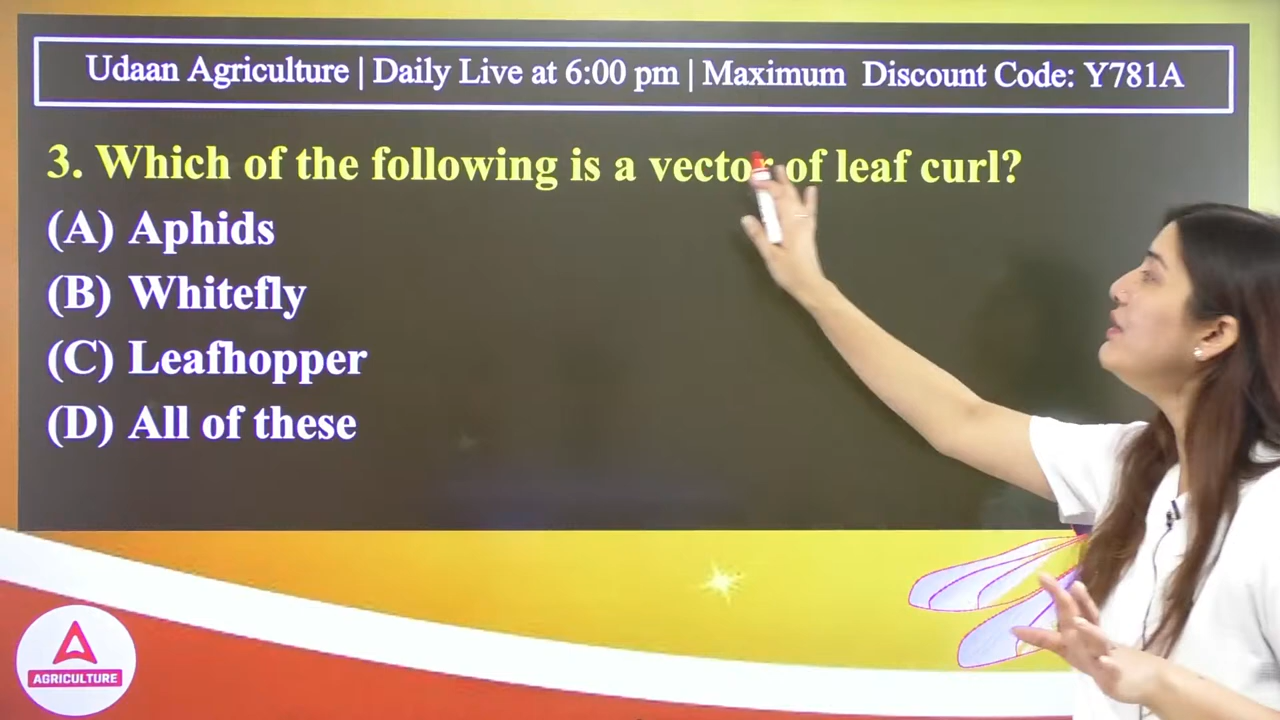 Udaan Agriculture | Daily Live at 6:00 pm | Maximum Discount Code: Y781A
3. Which of the following is a vector of leaf curl?
(A) Aphids
(B) Whitefly
(C) Leafhopper
(D) All of these
AGRICULTURE